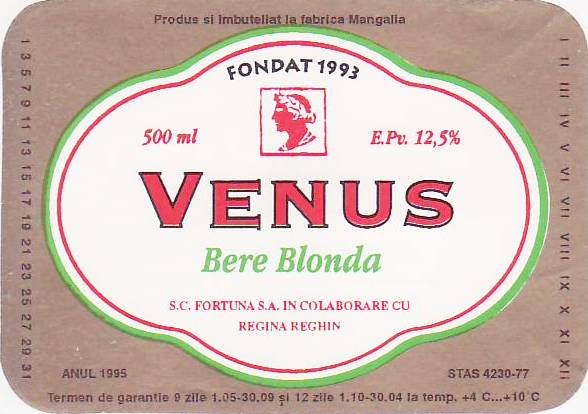 Produs si îmbuteliat la fabrica Mangalia
FONDAT 1993
500 ml
E.Pv. 12,5%
VENUS
Bere Blonda
S.C. FORTUNA S.A. IN COLABORARE CU
REGINA REGHIN
1 3 5 7 9 11 13 15 17 19 21 23 25 27 29 31
I II III IV V VI VII VIII IX X XI XII
ANUL 1995
STAS 4230-77
Termen de garantie 9 zile 1.05-30.09 și 12 zile 1.10-30.04 la temp. +4°C...+10°C